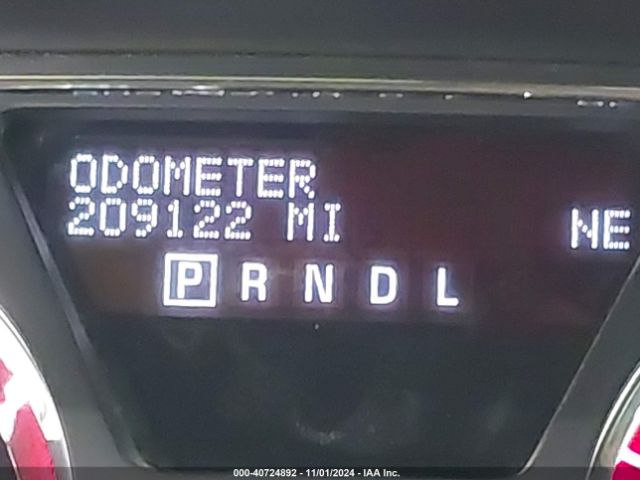 ODOMETER
209122 MI NE
P R N D L
000-40724892 - 11/01/2024 - IAA Inc.